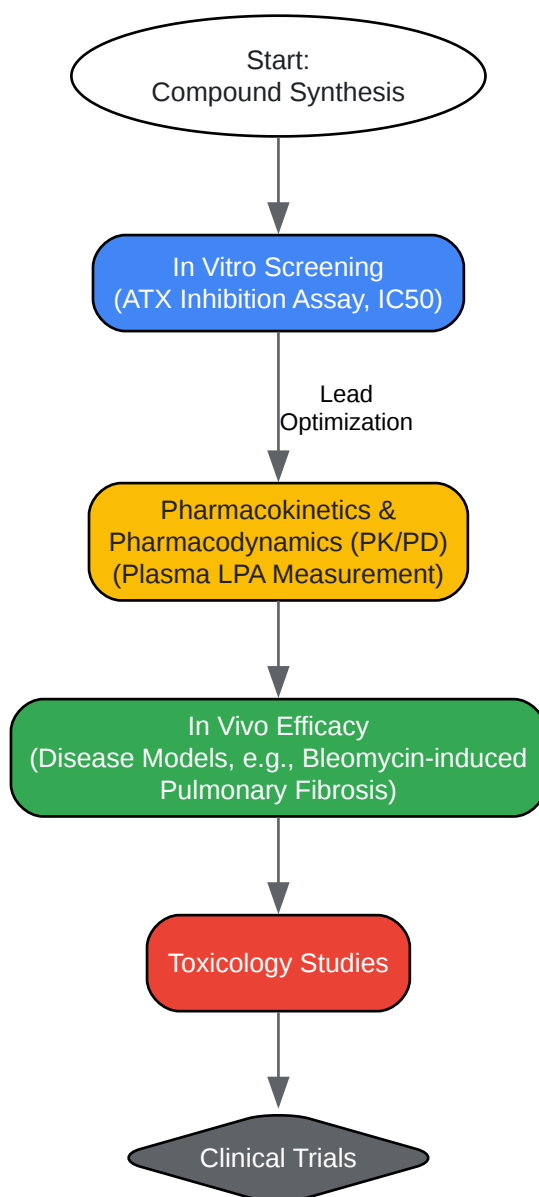 Start:
Compound Synthesis
In Vitro Screening
(ATX Inhibition Assay, IC50)
Lead
Optimization
Pharmacokinetics &
Pharmacodynamics (PK/PD)
(Plasma LPA Measurement)
In Vivo Efficacy
(Disease Models, e.g., Bleomycin-induced
Pulmonary Fibrosis)
Toxicology Studies
Clinical Trials